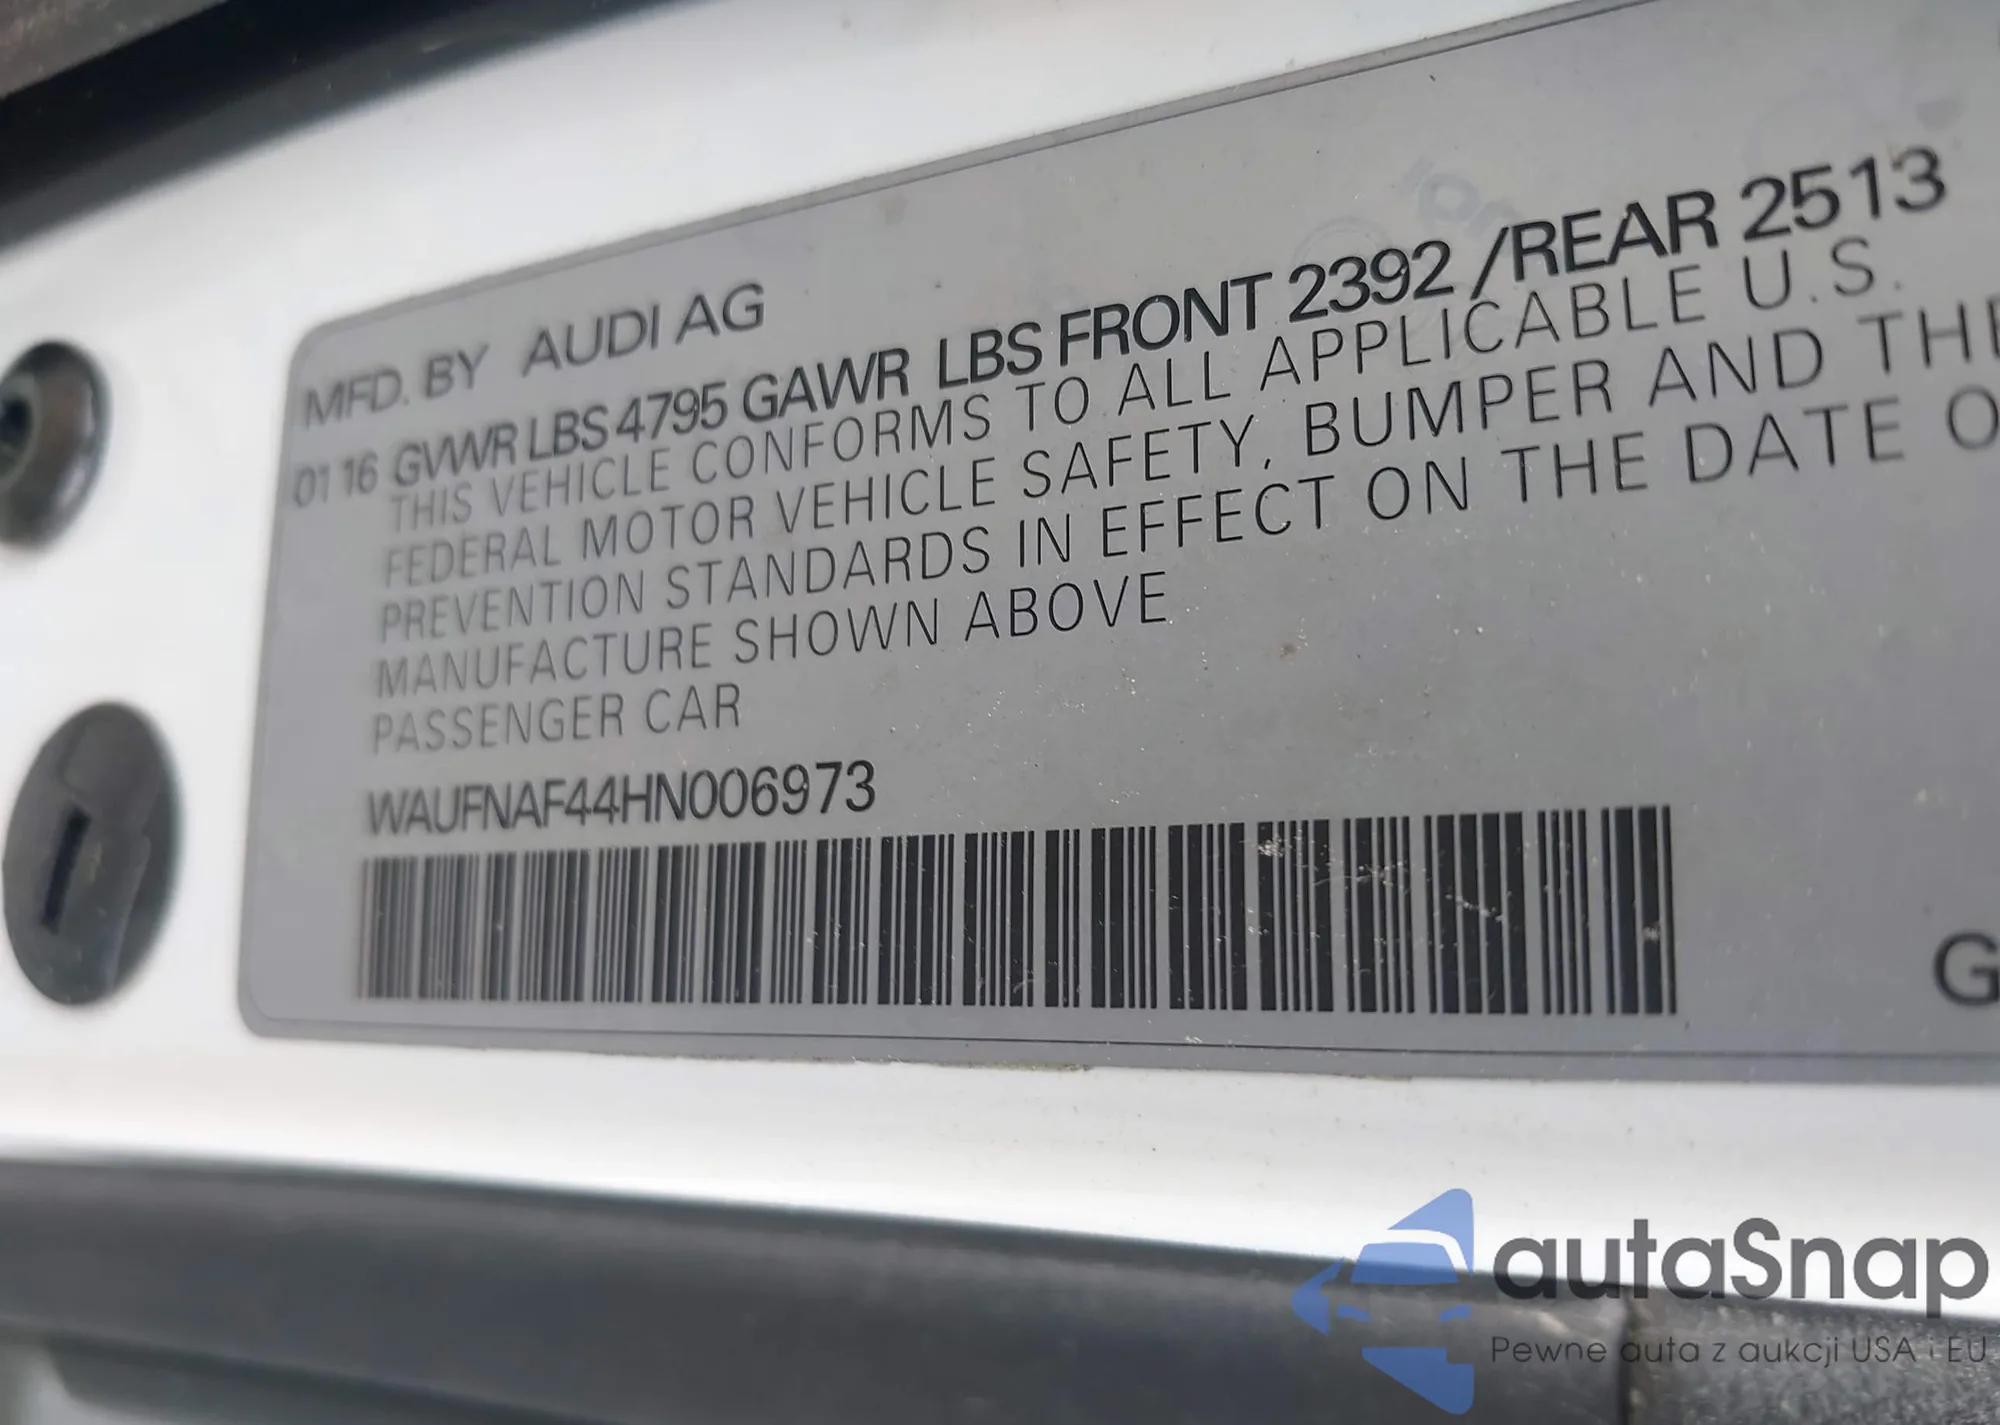 MFD. BY AUDI AG
01 16 GVWR LBS 4795 GAWR LBS FRONT 2392 /REAR 2513
THIS VEHICLE CONFORMS TO ALL APPLICABLE U.S.
FEDERAL MOTOR VEHICLE SAFETY, BUMPER AND THE
PREVENTION STANDARDS IN EFFECT ON THE DATE O
MANUFACTURE SHOWN ABOVE
PASSENGER CAR
WAUFNAF44HN006973
G
autaSnap
Pewne auta z aukcji USA i EU